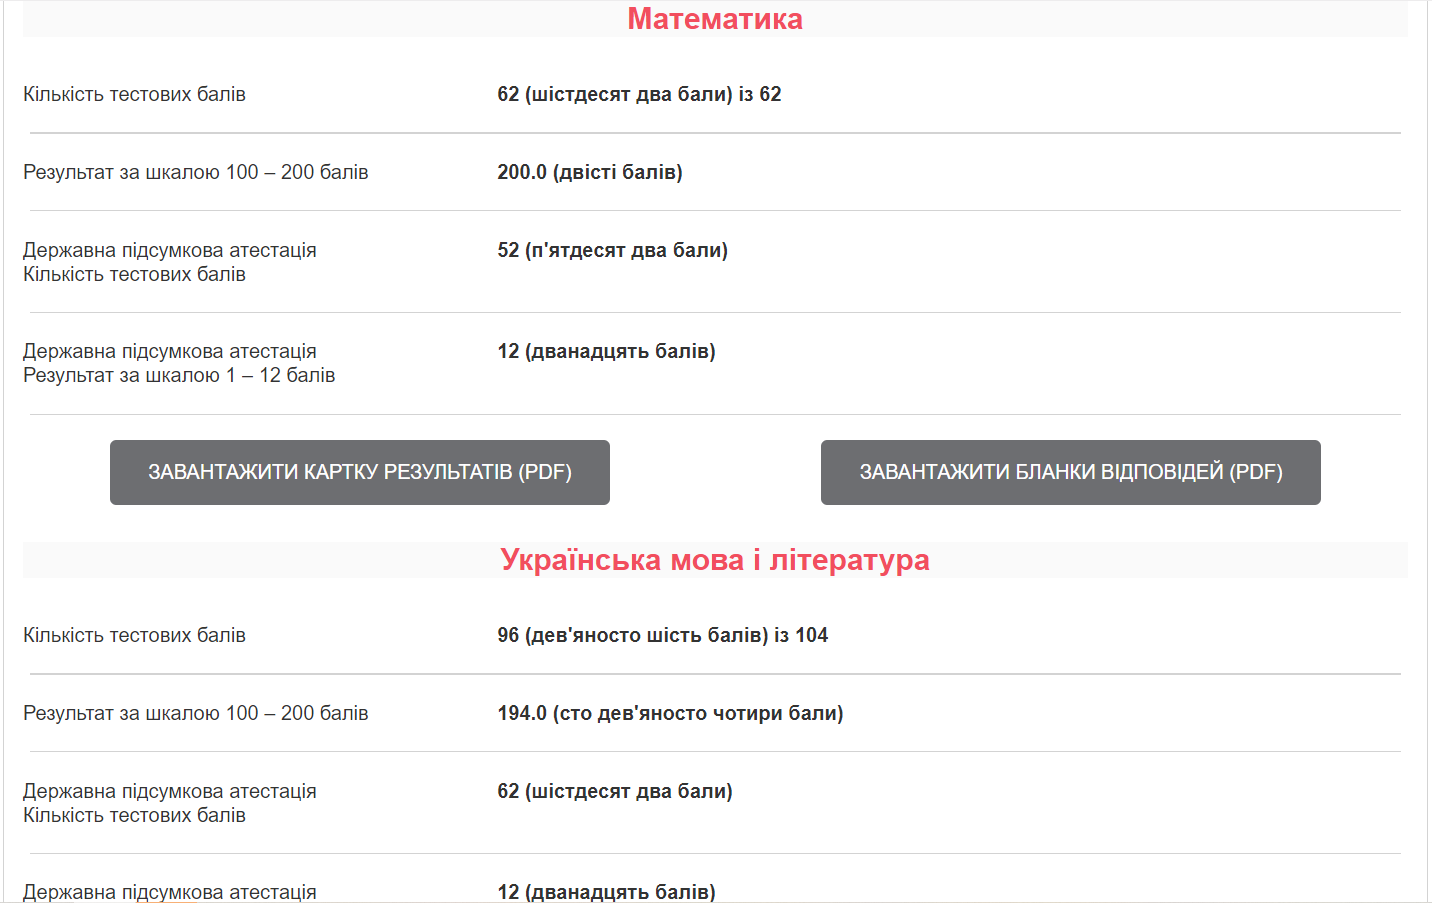 Математика
Кількість тестових балів
62 (шістдесят два бали) із 62
Результат за шкалою 100 – 200 балів
200.0 (двісті балів)
Державна підсумкова атестація
Кількість тестових балів
52 (п'ятдесят два бали)
Державна підсумкова атестація
Результат за шкалою 1 – 12 балів
12 (дванадцять балів)
ЗАВАНТАЖИТИ КАРТКУ РЕЗУЛЬТАТІВ (PDF)
ЗАВАНТАЖИТИ БЛАНКИ ВІДПОВІДЕЙ (PDF)
Українська мова і література
Кількість тестових балів
96 (дев'яносто шість балів) із 104
Результат за шкалою 100 – 200 балів
194.0 (сто дев'яносто чотири бали)
Державна підсумкова атестація
Кількість тестових балів
62 (шістдесят два бали)
Державна підсумкова атестація
12 (дванадцять балів)